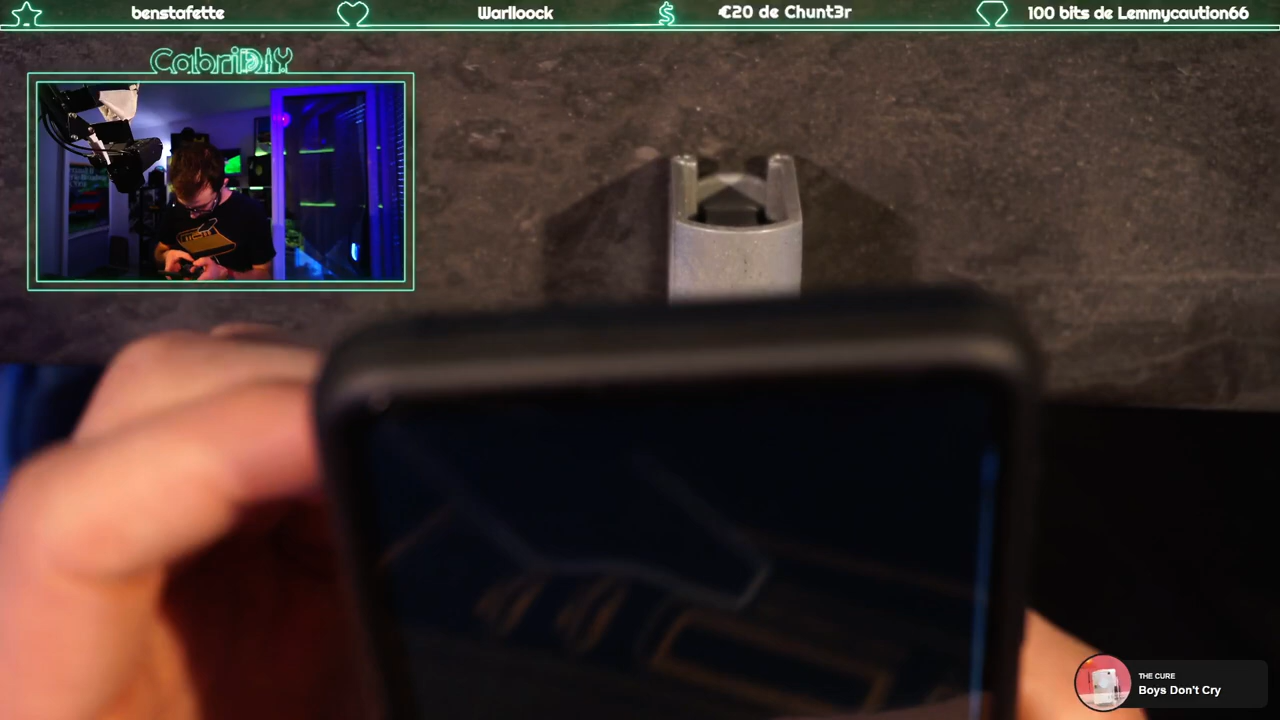 benstafette
Warlloock
€20 de Chunt3r
100 bits de Lemmycaution66
CabriDIY
THE CURE
Boys Don't Cry